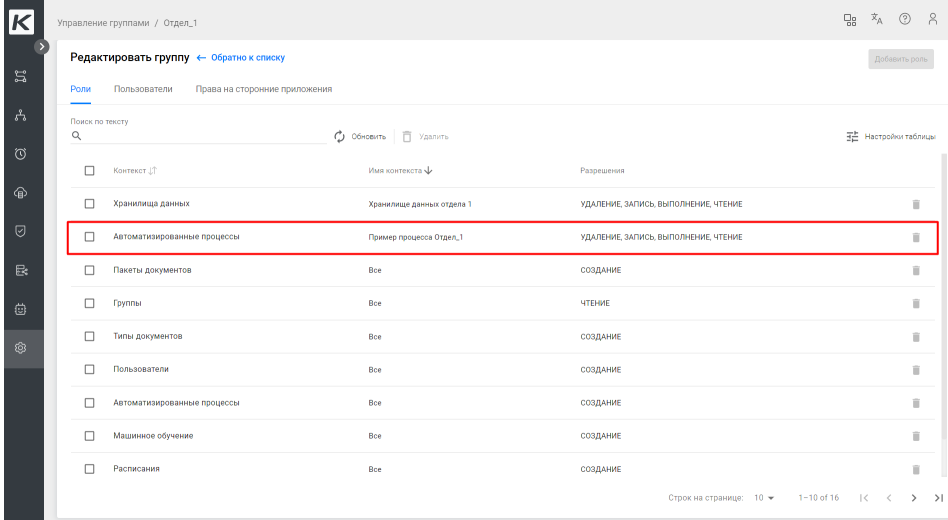 K
Управление группами / Отдел_1
Редактировать группу ← Обратно к списку
Добавить роль
Роли Пользователи Права на сторонние приложения
Поиск по тексту
Обновить Удалить Настройки таблицы
Контекст Имя контекста Разрешения
Хранилища данных Хранилище данных отдела 1 УДАЛЕНИЕ, ЗАПИСЬ, ВЫПОЛНЕНИЕ, ЧТЕНИЕ
Автоматизированные процессы Пример процесса Отдел_1 УДАЛЕНИЕ, ЗАПИСЬ, ВЫПОЛНЕНИЕ, ЧТЕНИЕ
Пакеты документов Все СОЗДАНИЕ
Группы Все ЧТЕНИЕ
Типы документов Все СОЗДАНИЕ
Пользователи Все СОЗДАНИЕ
Автоматизированные процессы Все СОЗДАНИЕ
Машинное обучение Все СОЗДАНИЕ
Расписания Все СОЗДАНИЕ
Строк на странице: 10 1–10 of 16